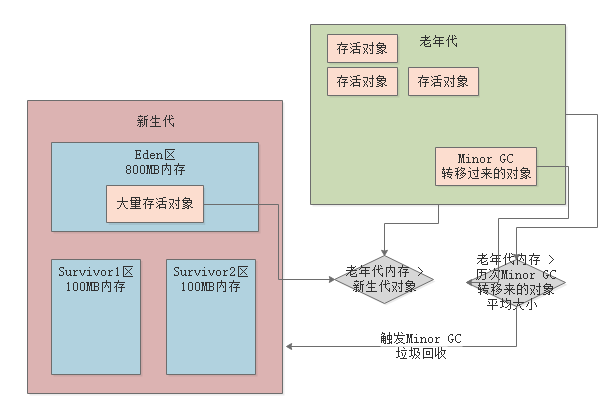 老年代
存活对象
存活对象
存活对象
Minor GC
转移过来的对象
新生代
Eden区
800MB内存
大量存活对象
Survivor1区
100MB内存
Survivor2区
100MB内存
老年代内存 >
新生代对象
老年代内存 >
历次Minor GC
转移来的对象
平均大小
触发Minor GC
垃圾回收